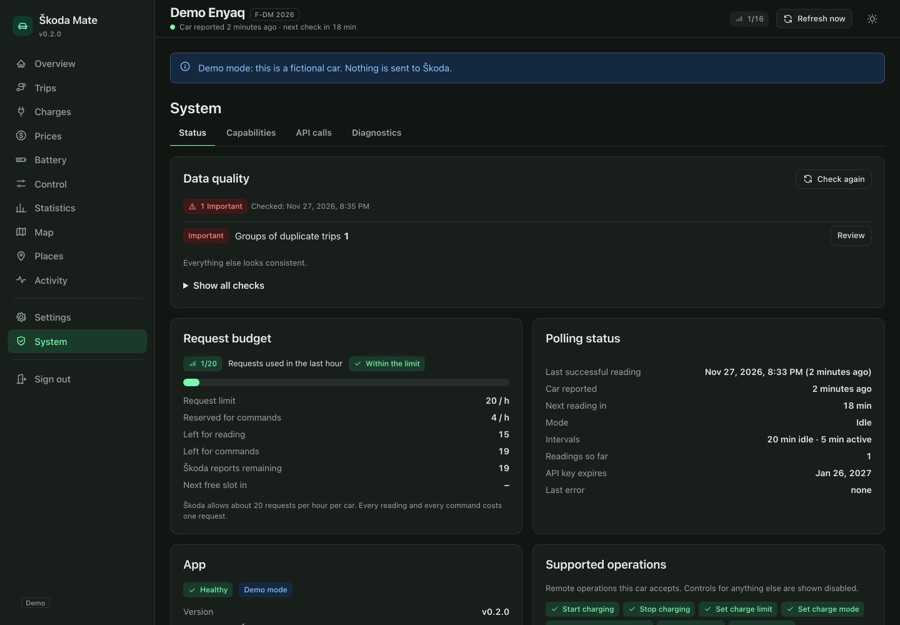 Škoda Mate
v0.2.0
Overview
Trips
Charges
Prices
Battery
Control
Statistics
Map
Places
Activity
Settings
System
Sign out
Demo
Demo Enyaq
F-DM 2026
Car reported 2 minutes ago · next check in 18 min
1/16
Refresh now
Demo mode: this is a fictional car. Nothing is sent to Škoda.
System
Status
Capabilities
API calls
Diagnostics
Data quality
Check again
1 Important
Checked: Nov 27, 2026, 8:35 PM
Important
Groups of duplicate trips 1
Review
Everything else looks consistent.
Show all checks
Request budget
1/20
Requests used in the last hour
Within the limit
Request limit 20 / h
Reserved for commands 4 / h
Left for reading 15
Left for commands 19
Škoda reports remaining 19
Next free slot in –
Škoda allows about 20 requests per hour per car. Every reading and every command costs
one request.
Polling status
Last successful reading Nov 27, 2026, 8:33 PM (2 minutes ago)
Car reported 2 minutes ago
Next reading in 18 min
Mode Idle
Intervals 20 min idle · 5 min active
Readings so far 1
API key expires Jan 26, 2027
Last error none
App
Healthy
Demo mode
Version v0.2.0
Supported operations
Remote operations this car accepts. Controls for anything else are shown disabled.
Start charging
Stop charging
Set charge limit
Set charge mode